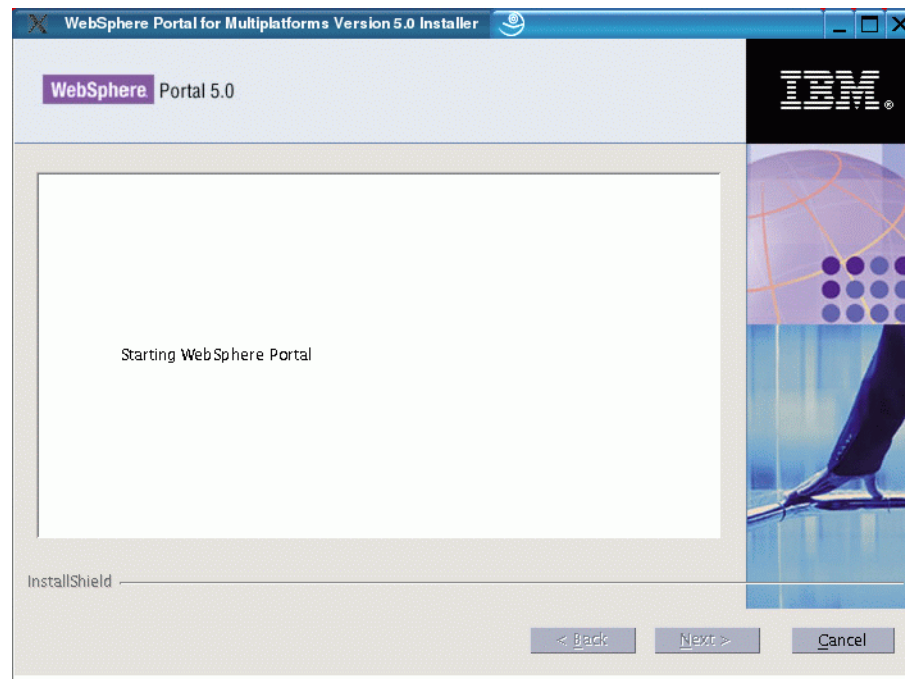 WebSphere Portal for Multiplatforms Version 5.0 Installer
WebSphere Portal 5.0
IBM®
Starting WebSphere Portal
InstallShield
< Back Next > Cancel